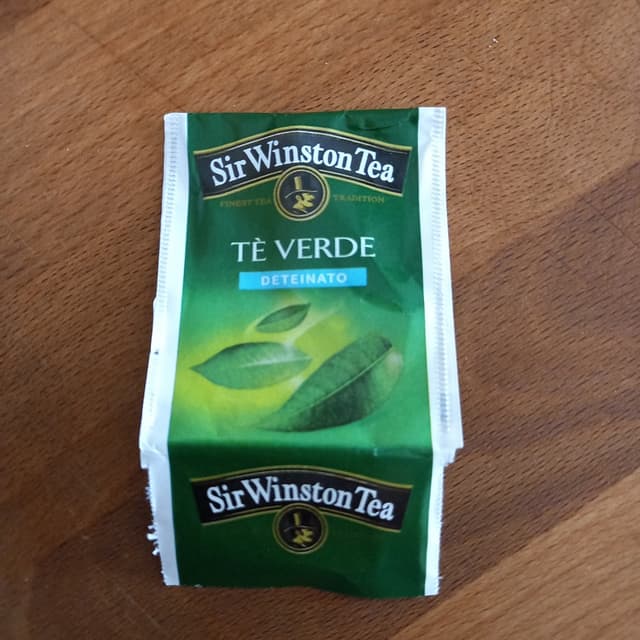 Sir Winston Tea
FINEST TEA TRADITION
TÈ VERDE
DETEINATO
Sir Winston Tea